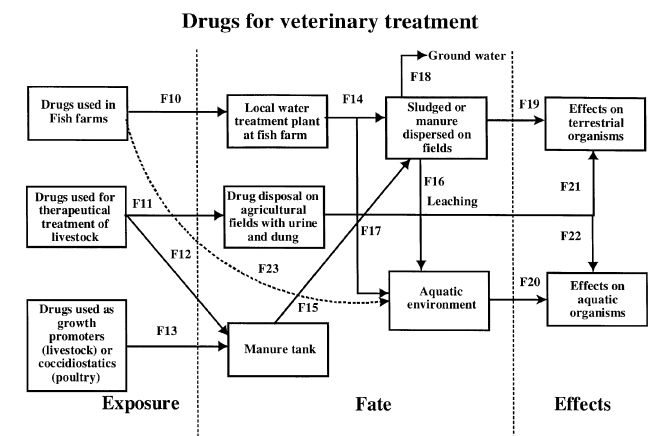 Drugs for veterinary treatment
Ground water
F18
F10
F14
F19
Drugs used in
Fish farms
Local water
treatment plant
at fish farm
Sludged or
manure
dispersed on
fields
Effects on
terrestrial
organisms
F16
Leaching
F21
F11
Drugs used for
therapeutical
treatment of
livestock
Drug disposal on
agricultural
fields with urine
and dung
F17
F22
F12
F23
F20
Aquatic
environment
Effects on
aquatic
organisms
F15
Drugs used as
growth
promoters
(livestock) or
coccidiostatics
(poultry)
F13
Manure tank
Exposure
Fate
Effects